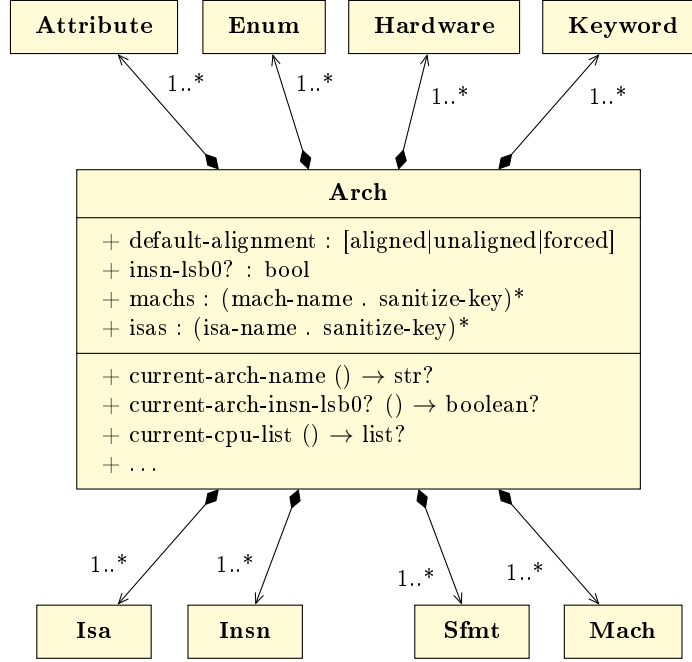 Attribute
Enum
Hardware
Keyword
1..*
1..*
1..*
1..*
Arch
+ default-alignment : [aligned|unaligned|forced]
+ insn-lsb0? : bool
+ machs : (mach-name . sanitize-key)*
+ isas : (isa-name . sanitize-key)*
+ current-arch-name () → str?
+ current-arch-insn-lsb0? () → boolean?
+ current-cpu-list () → list?
+ ...
1..*
1..*
1..*
1..*
Isa
Insn
Sfmt
Mach